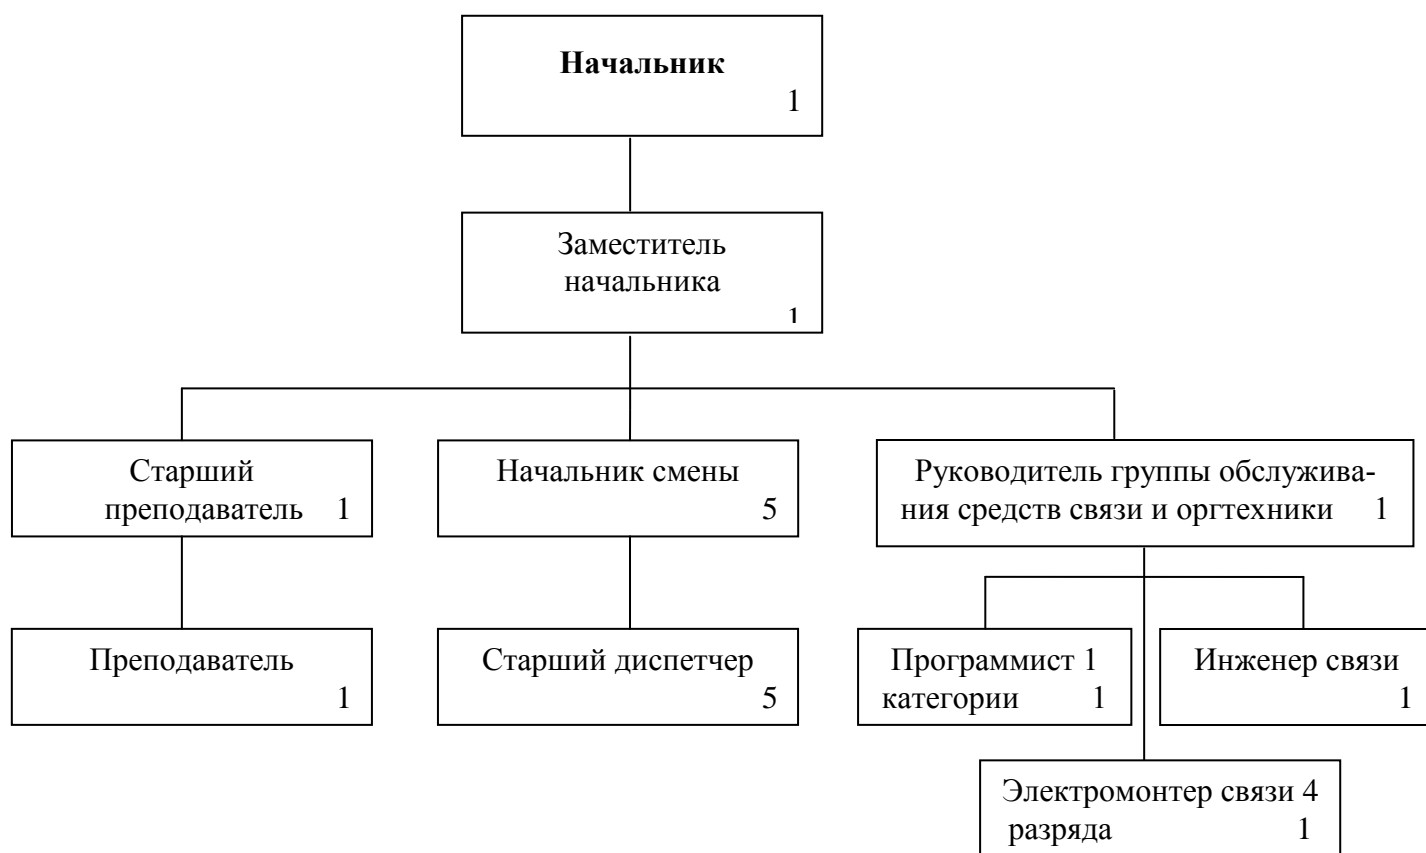 Начальник
1
Заместитель
начальника
1
Старший
преподаватель 1
Начальник смены
5
Руководитель группы обслужива-
ния средств связи и оргтехники 1
Преподаватель
1
Старший диспетчер
5
Программист 1
категории 1
Инженер связи
1
Электромонтер связи 4
разряда 1